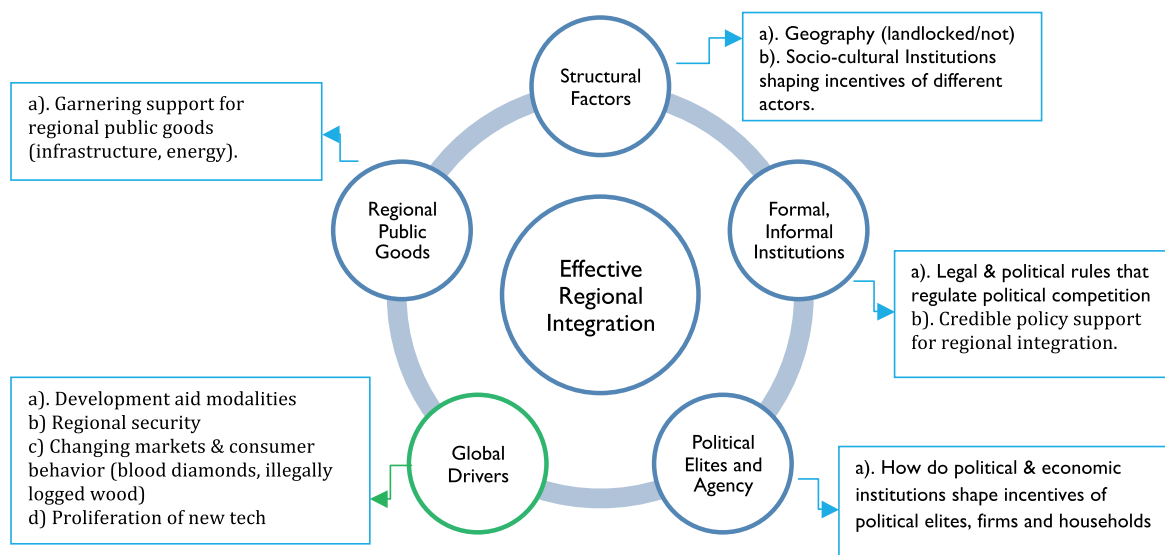 Structural
Factors
a). Geography (landlocked/not)
b). Socio-cultural Institutions
shaping incentives of different
actors.
a). Garnering support for
regional public goods
(infrastructure, energy).
Regional
Public
Goods
Formal,
Informal
Institutions
Effective
Regional
Integration
a). Legal & political rules that
regulate political competition
b). Credible policy support
for regional integration.
a). Development aid modalities
b) Regional security
c) Changing markets & consumer
behavior (blood diamonds, illegally
logged wood)
d) Proliferation of new tech
Global
Drivers
Political
Elites and
Agency
a). How do political & economic
institutions shape incentives of
political elites, firms and households